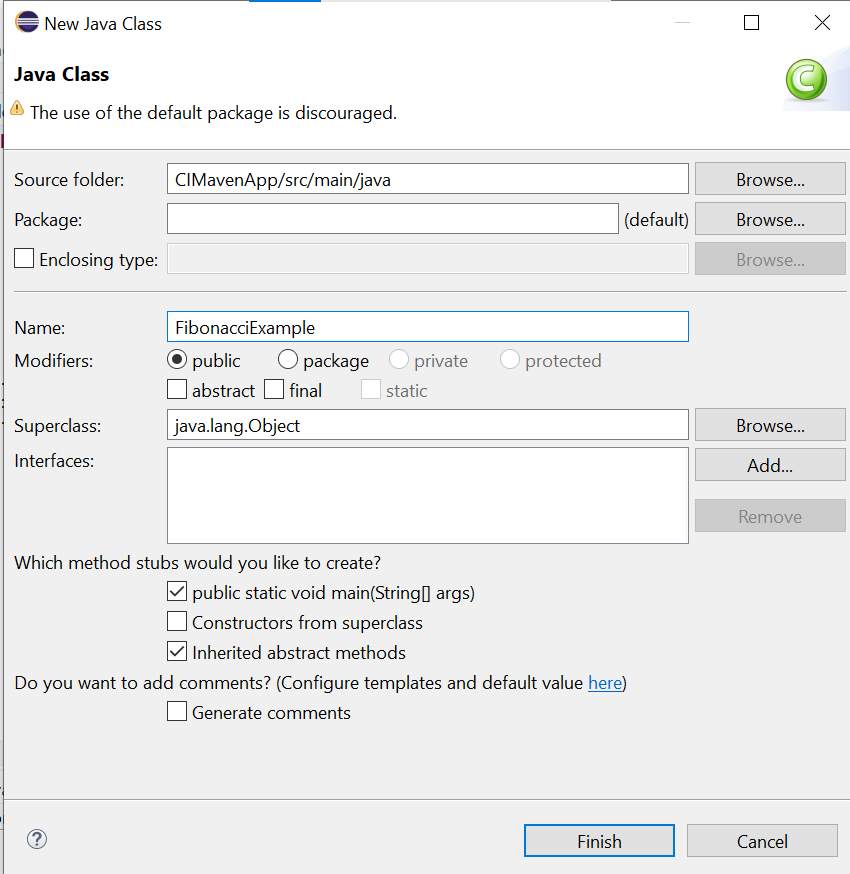 New Java Class
Java Class
The use of the default package is discouraged.
Source folder: CIMavenApp/src/main/java Browse...
Package: (default) Browse...
Enclosing type: Browse...
Name: FibonacciExample
Modifiers: public package private protected
abstract final static
Superclass: java.lang.Object Browse...
Interfaces: Add...
Remove
Which method stubs would you like to create?
public static void main(String[] args)
Constructors from superclass
Inherited abstract methods
Do you want to add comments? (Configure templates and default value here)
Generate comments
? Finish Cancel